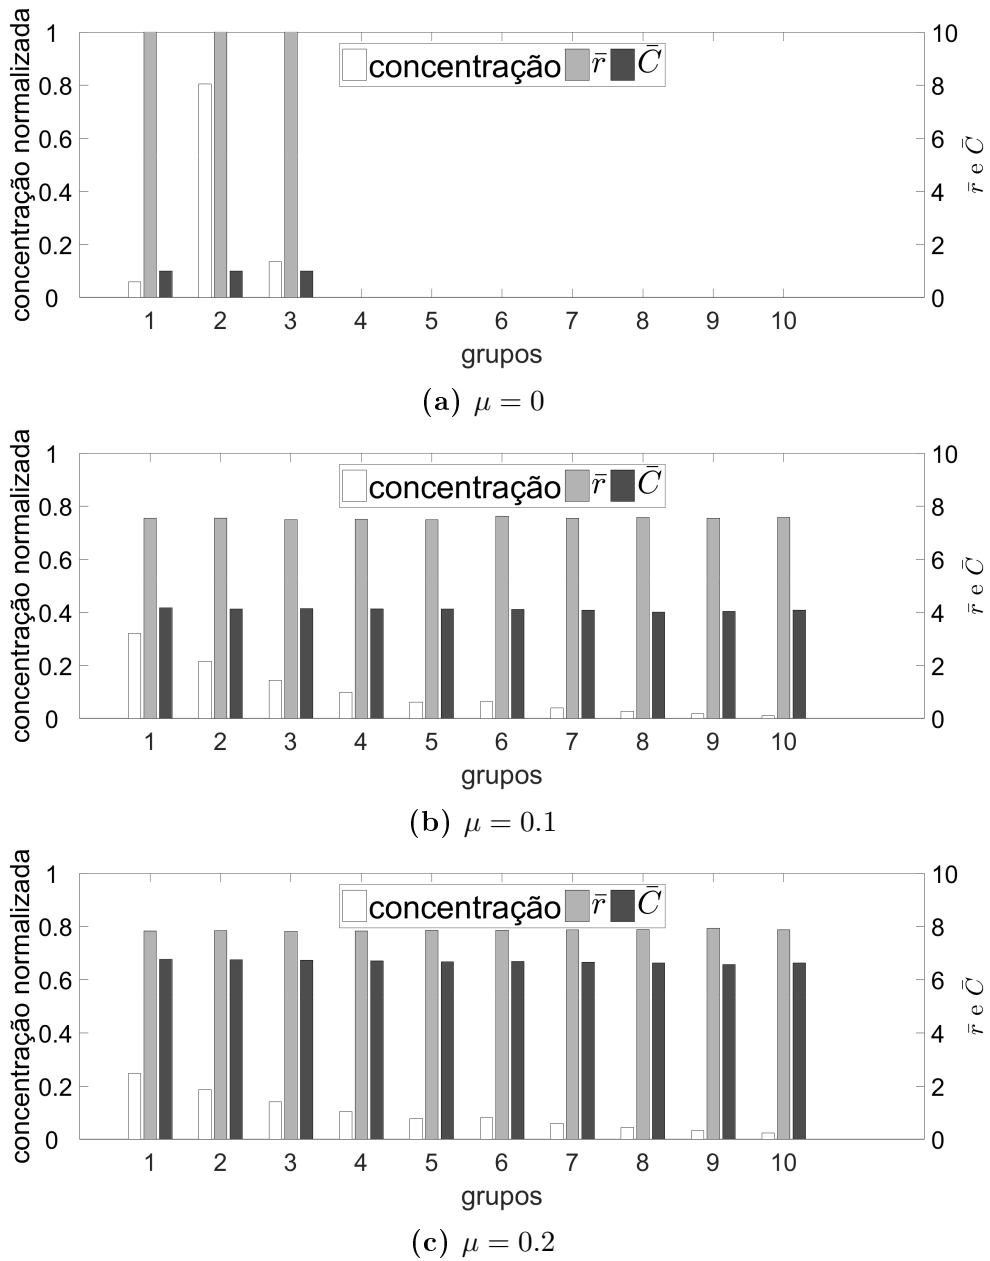 concentração normalizada
1
0.8
0.6
0.4
0.2
0
concentração r̄ C̄
10
8
6
4
2
0
r̄ e C̄
1 2 3 4 5 6 7 8 9 10
grupos
(a) μ = 0
concentração normalizada
1
0.8
0.6
0.4
0.2
0
concentração r̄ C̄
10
8
6
4
2
0
r̄ e C̄
1 2 3 4 5 6 7 8 9 10
grupos
(b) μ = 0.1
concentração normalizada
1
0.8
0.6
0.4
0.2
0
concentração r̄ C̄
10
8
6
4
2
0
r̄ e C̄
1 2 3 4 5 6 7 8 9 10
grupos
(c) μ = 0.2